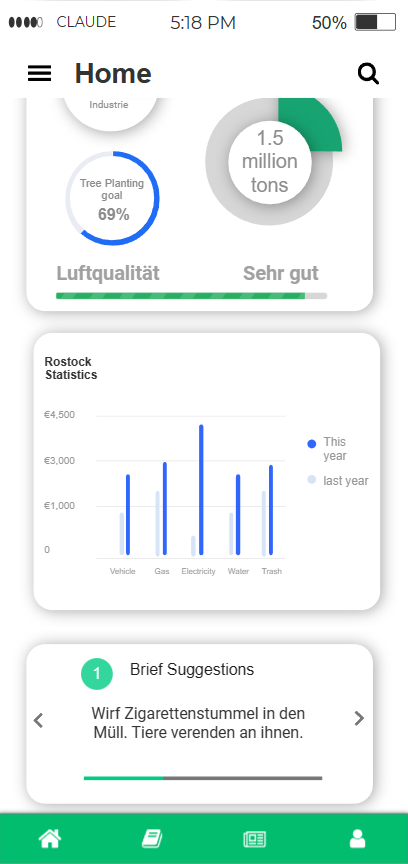 CLAUDE 5:18 PM 50%
Home
Industrie
1.5
million
tons
Tree Planting
goal
69%
Luftqualität Sehr gut
Rostock
Statistics
€4,500
€3,000
€1,000
0
This
year
last year
Vehicle Gas Electricity Water Trash
1 Brief Suggestions
Wirf Zigarettenstummel in den
Müll. Tiere verenden an ihnen.